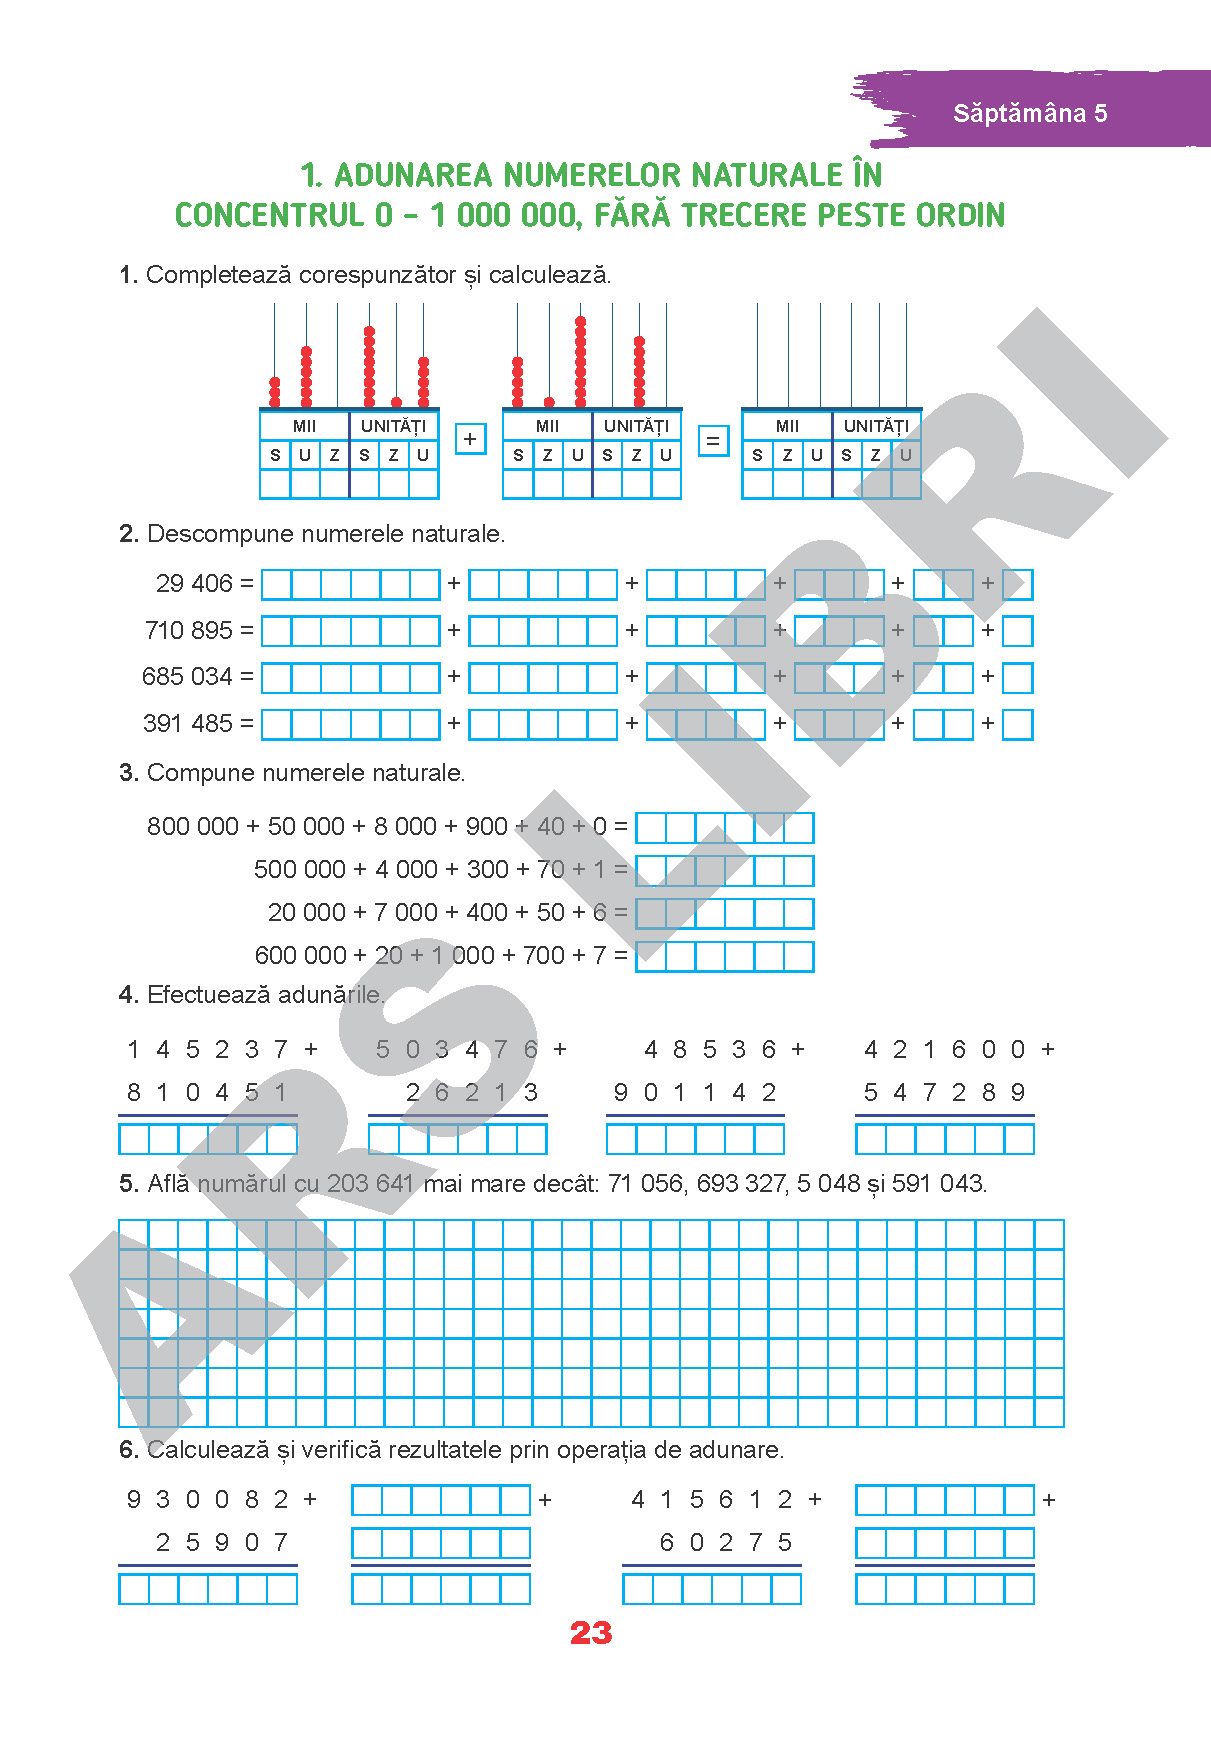 Săptămâna 5
1. ADUNAREA NUMERELOR NATURALE ÎN
CONCENTRUL 0 – 1 000 000, FĂRĂ TRECERE PESTE ORDIN
1. Completează corespunzător și calculează.
MII UNITĂȚI + MII UNITĂȚI = MII UNITĂȚI
S U Z S Z U S Z U S Z U S Z U S Z U
2. Descompune numerele naturale.
29 406 = + + + + +
710 895 = + + + + +
685 034 = + + + + +
391 485 = + + + + +
3. Compune numerele naturale.
800 000 + 50 000 + 8 000 + 900 + 40 + 0 =
500 000 + 4 000 + 300 + 70 + 1 =
20 000 + 7 000 + 400 + 50 + 6 =
600 000 + 20 + 1 000 + 700 + 7 =
4. Efectuează adunările.
1 4 5 2 3 7 + 5 0 3 4 7 6 + 4 8 5 3 6 + 4 2 1 6 0 0 +
8 1 0 4 5 1 2 6 2 1 3 9 0 1 1 4 2 5 4 7 2 8 9
5. Află numărul cu 203 641 mai mare decât: 71 056, 693 327, 5 048 și 591 043.
6. Calculează și verifică rezultatele prin operația de adunare.
9 3 0 0 8 2 + + 4 1 5 6 1 2 + +
2 5 9 0 7 6 0 2 7 5
23
ARS LIBRI